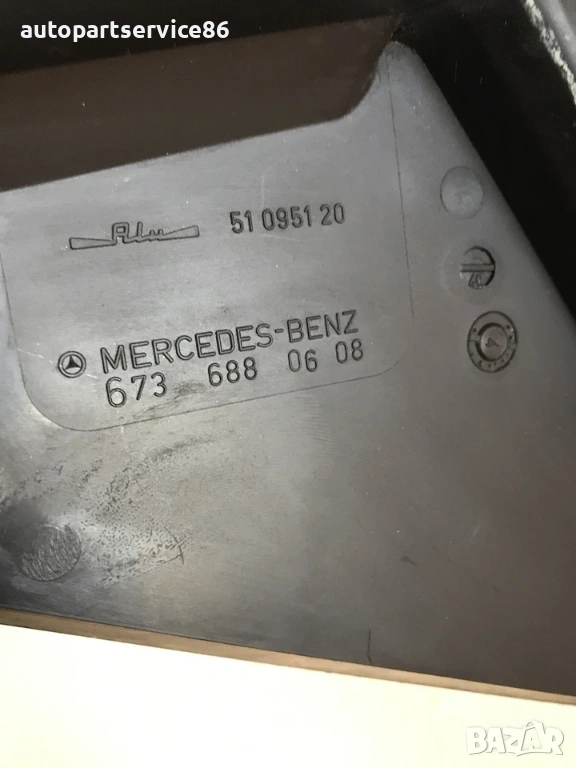 autopartservice86
51 0951 20
MERCEDES-BENZ
673 688 06 08
BAZAR